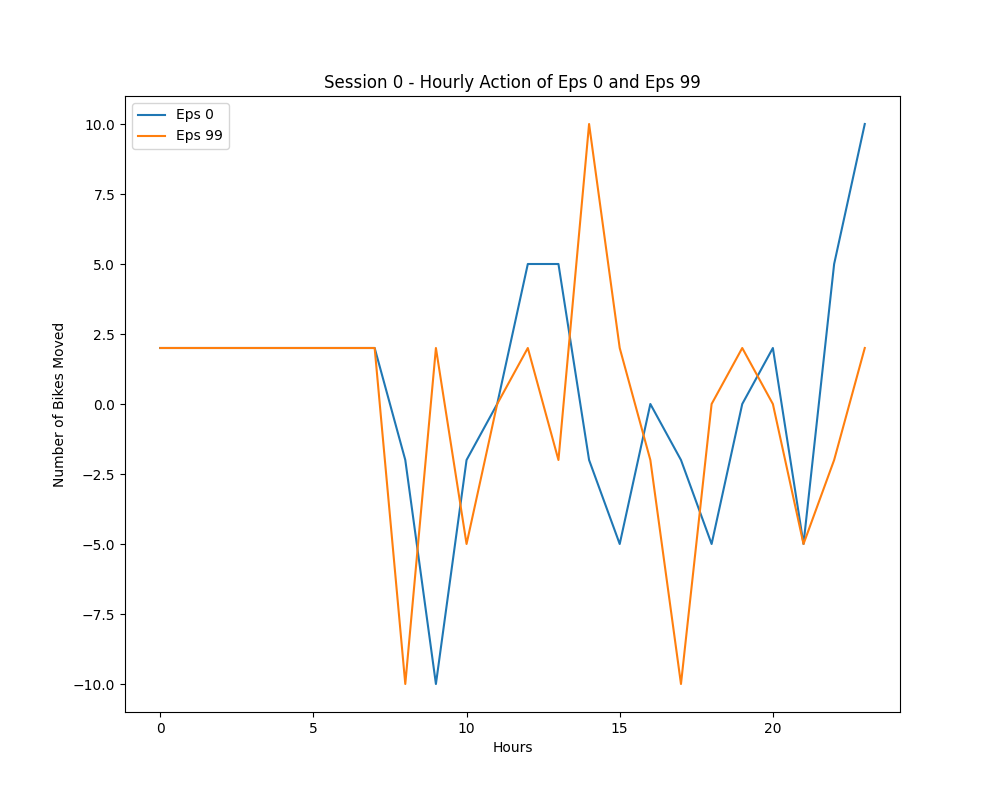 Session 0 - Hourly Action of Eps 0 and Eps 99
Eps 0
Eps 99
10.0
7.5
5.0
2.5
0.0
−2.5
−5.0
−7.5
−10.0
Number of Bikes Moved
0 5 10 15 20
Hours